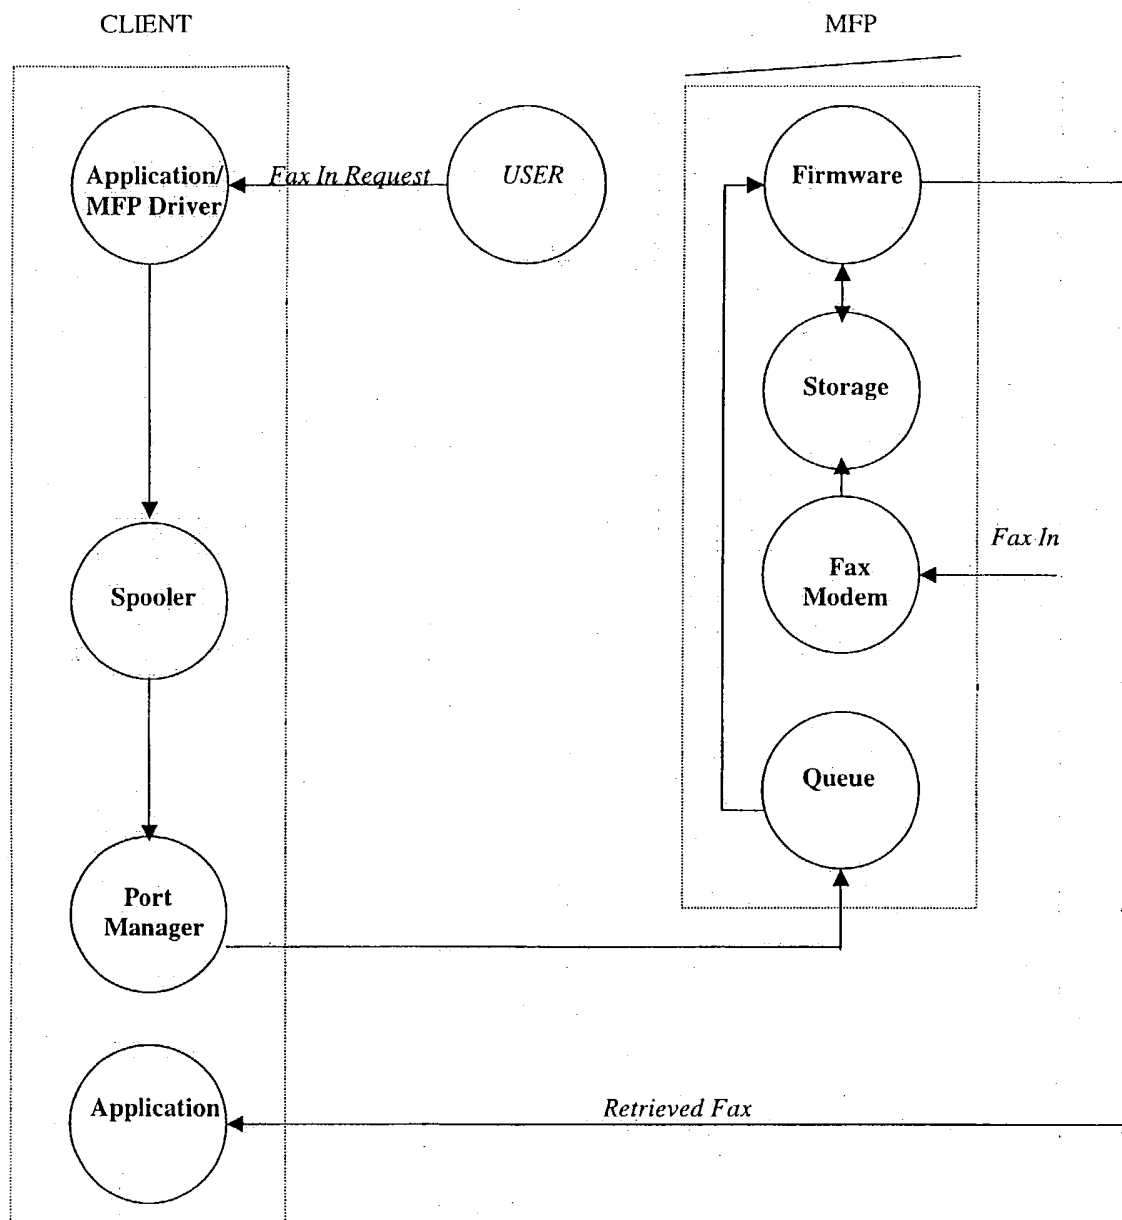 CLIENT
MFP
Application/
MFP Driver
Fax In Request
USER
Firmware
Storage
Fax In
Fax
Modem
Spooler
Queue
Port
Manager
Application
Retrieved Fax